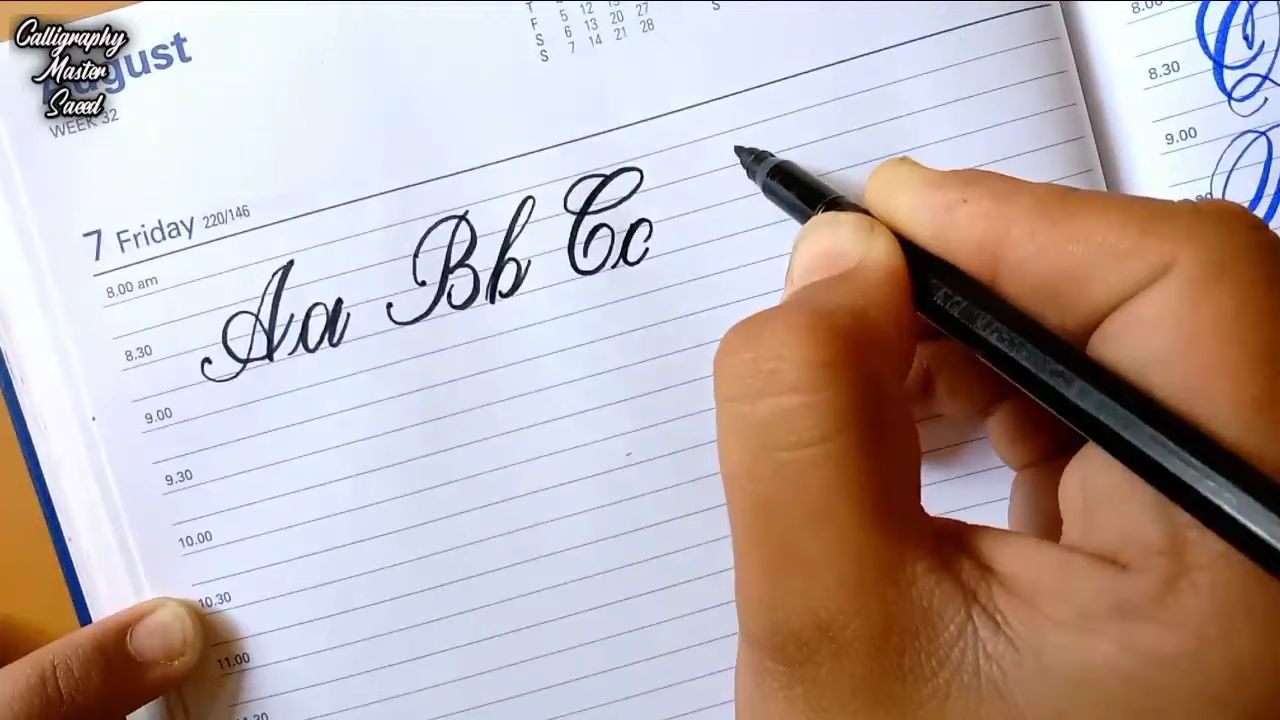 Calligraphy
Master
Saeed
August
WEEK 32
T
F 5 12 19 26
S 6 13 20 27
S 7 14 21 28
S
7 Friday 220/146
8.00 am
Aa Bb Cc
8.30
9.00
9.30
10.00
10.30
11.00
8.30
9.00